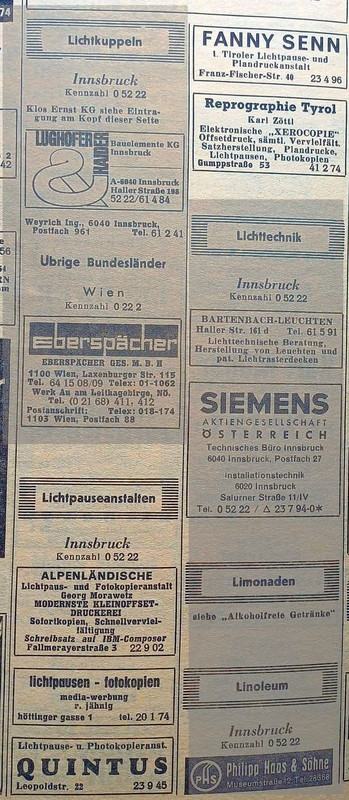 74
Lichtkuppeln
Innsbruck
Kennzahl 0 52 22
Klos Ernst KG siehe Eintra-
gung am Kopf dieser Seite
LUGHOFER
HANDER
Bauelemente KG
Innsbruck
A-6040 Innsbruck
Haller Straße 198
52 22/61 4 84
Weyrich Ing., 6040 Innsbruck,
Postfach 961 Tel. 61 2 41
Übrige Bundesländer
Wien
Kennzahl 0 22 2
Eberspächer
EBERSPÄCHER GES. M. B. H
1100 Wien, Laxenburger Str. 115
Tel. 64 15 08/09 Telex: 01-1062
Werk Au am Leithagebirge, NÖ.
Tel. (0 21 68) 411, 412
Postanschrift: Telex: 018-174
1103 Wien, Postfach 88
Lichtpauseanstalten
Innsbruck
Kennzahl 0 52 22
ALPENLÄNDISCHE
Lichtpaus- und Fotokopieranstalt
Georg Morawetz
MODERNSTE KLEINOFFSET-
DRUCKEREI
Sofortkopien, Schnellverviel-
fältigung
Schreibsatz auf IBM-Composer
Fallmerayerstraße 3 22 9 02
lichtpausen - fotokopien
media-werbung
r. jähnig
höttinger gasse 1 tel. 20 1 74
Lichtpause- u. Photokopieranst.
QUINTUS
Leopoldstr. 22 23 9 45
FANNY SENN
1. Tiroler Lichtpause- und
Plandruckanstalt
Franz-Fischer-Str. 40 23 4 96
Reprographie Tyrol
Karl Zöttl
Elektronische „XEROCOPIE“
Offsetdruck, sämtl. Vervielfält.
Satzherstellung, Plandrucke,
Lichtpausen, Photokopien
Gumppstraße 53 41 2 74
Lichttechnik
Innsbruck
Kennzahl 0 52 22
BARTENBACH-LEUCHTEN
Haller Str. 161 d Tel. 61 5 91
Lichttechnische Beratung,
Herstellung von Leuchten und
pat. Lichtrasterdecken
SIEMENS
AKTIENGESELLSCHAFT
ÖSTERREICH
Technisches Büro Innsbruck
6040 Innsbruck, Postfach 27
Installationstechnik
6020 Innsbruck
Salurner Straße 11/IV
Tel. 0 52 22 / △ 23 7 94-0*
Limonaden
siehe „Alkoholfreie Getränke“
Linoleum
Innsbruck
Kennzahl 0 52 22
PHS
Philipp Haas & Söhne
Museumstraße